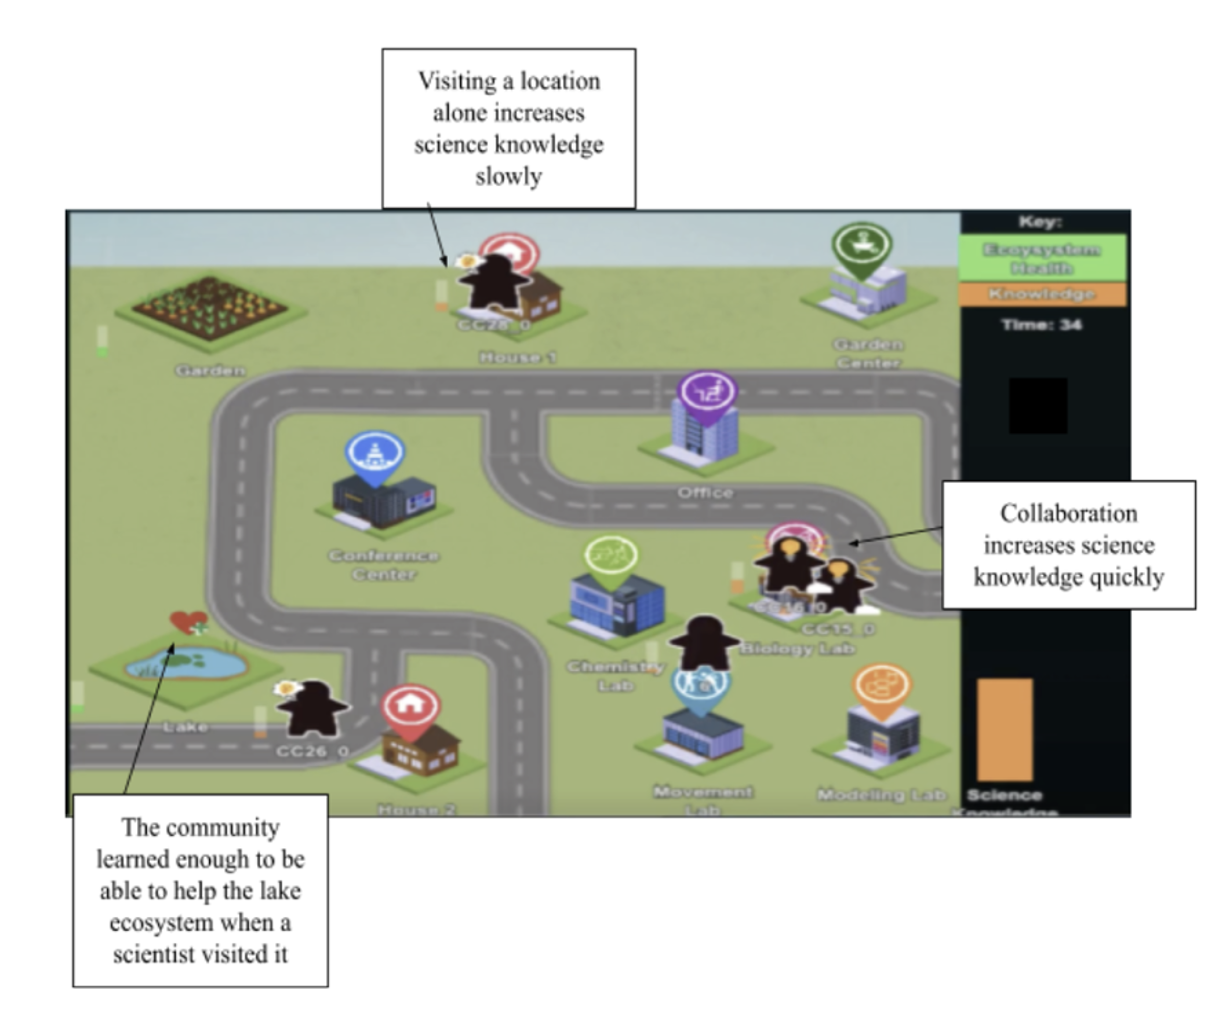 Visiting a location
alone increases
science knowledge
slowly
Key:
Ecosystem
Health
Knowledge
Time: 34
CC28_0
House 1
Garden
Garden
Center
Office
Conference
Center
Collaboration
increases science
knowledge quickly
CC16_0
CC15_0
Biology Lab
Chemistry
Lab
Lake
CC26_0
House 2
Movement
Lab
Modeling Lab
Science
Knowledge
The community
learned enough to be
able to help the lake
ecosystem when a
scientist visited it